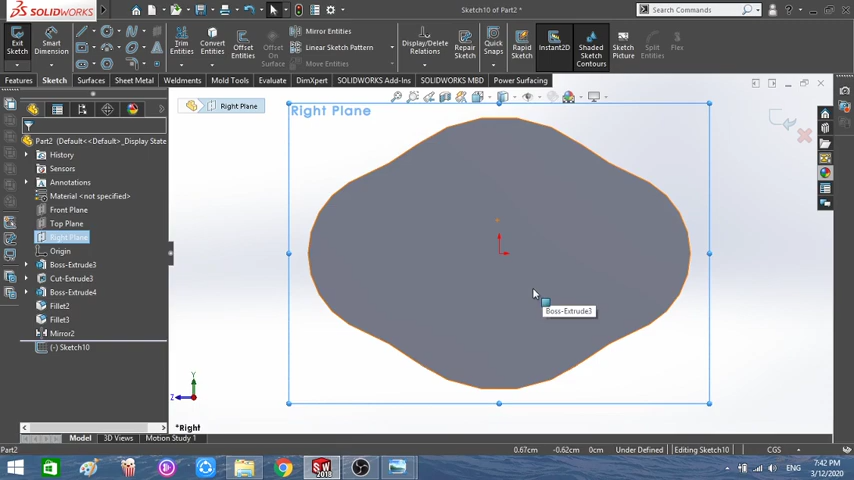 SOLIDWORKS
Sketch10 of Part2 *
Search SOLIDWORKS Help
Exit Sketch
Smart Dimension
Trim Entities
Convert Entities
Offset Entities
Offset On Surface
Mirror Entities
Linear Sketch Pattern
Move Entities
Display/Delete Relations
Repair Sketch
Quick Snaps
Rapid Sketch
Instant2D
Shaded Sketch Contours
Sketch Picture
Split Entities
Flex
Features
Sketch
Surfaces
Sheet Metal
Weldments
Mold Tools
Evaluate
DimXpert
SOLIDWORKS Add-Ins
SOLIDWORKS MBD
Power Surfacing
Right Plane
Right Plane
Part2 (Default<<Default>_Display State
History
Sensors
Annotations
Material <not specified>
Front Plane
Top Plane
Right Plane
Origin
Boss-Extrude3
Cut-Extrude3
Boss-Extrude4
Fillet2
Fillet3
Mirror2
(-) Sketch10
Boss-Extrude3
Y
Z
*Right
Model
3D Views
Motion Study 1
Part2
0.67cm
-0.62cm
0cm
Under Defined
Editing Sketch10
CGS
SW
2018
ENG
7:42 PM
3/12/2020